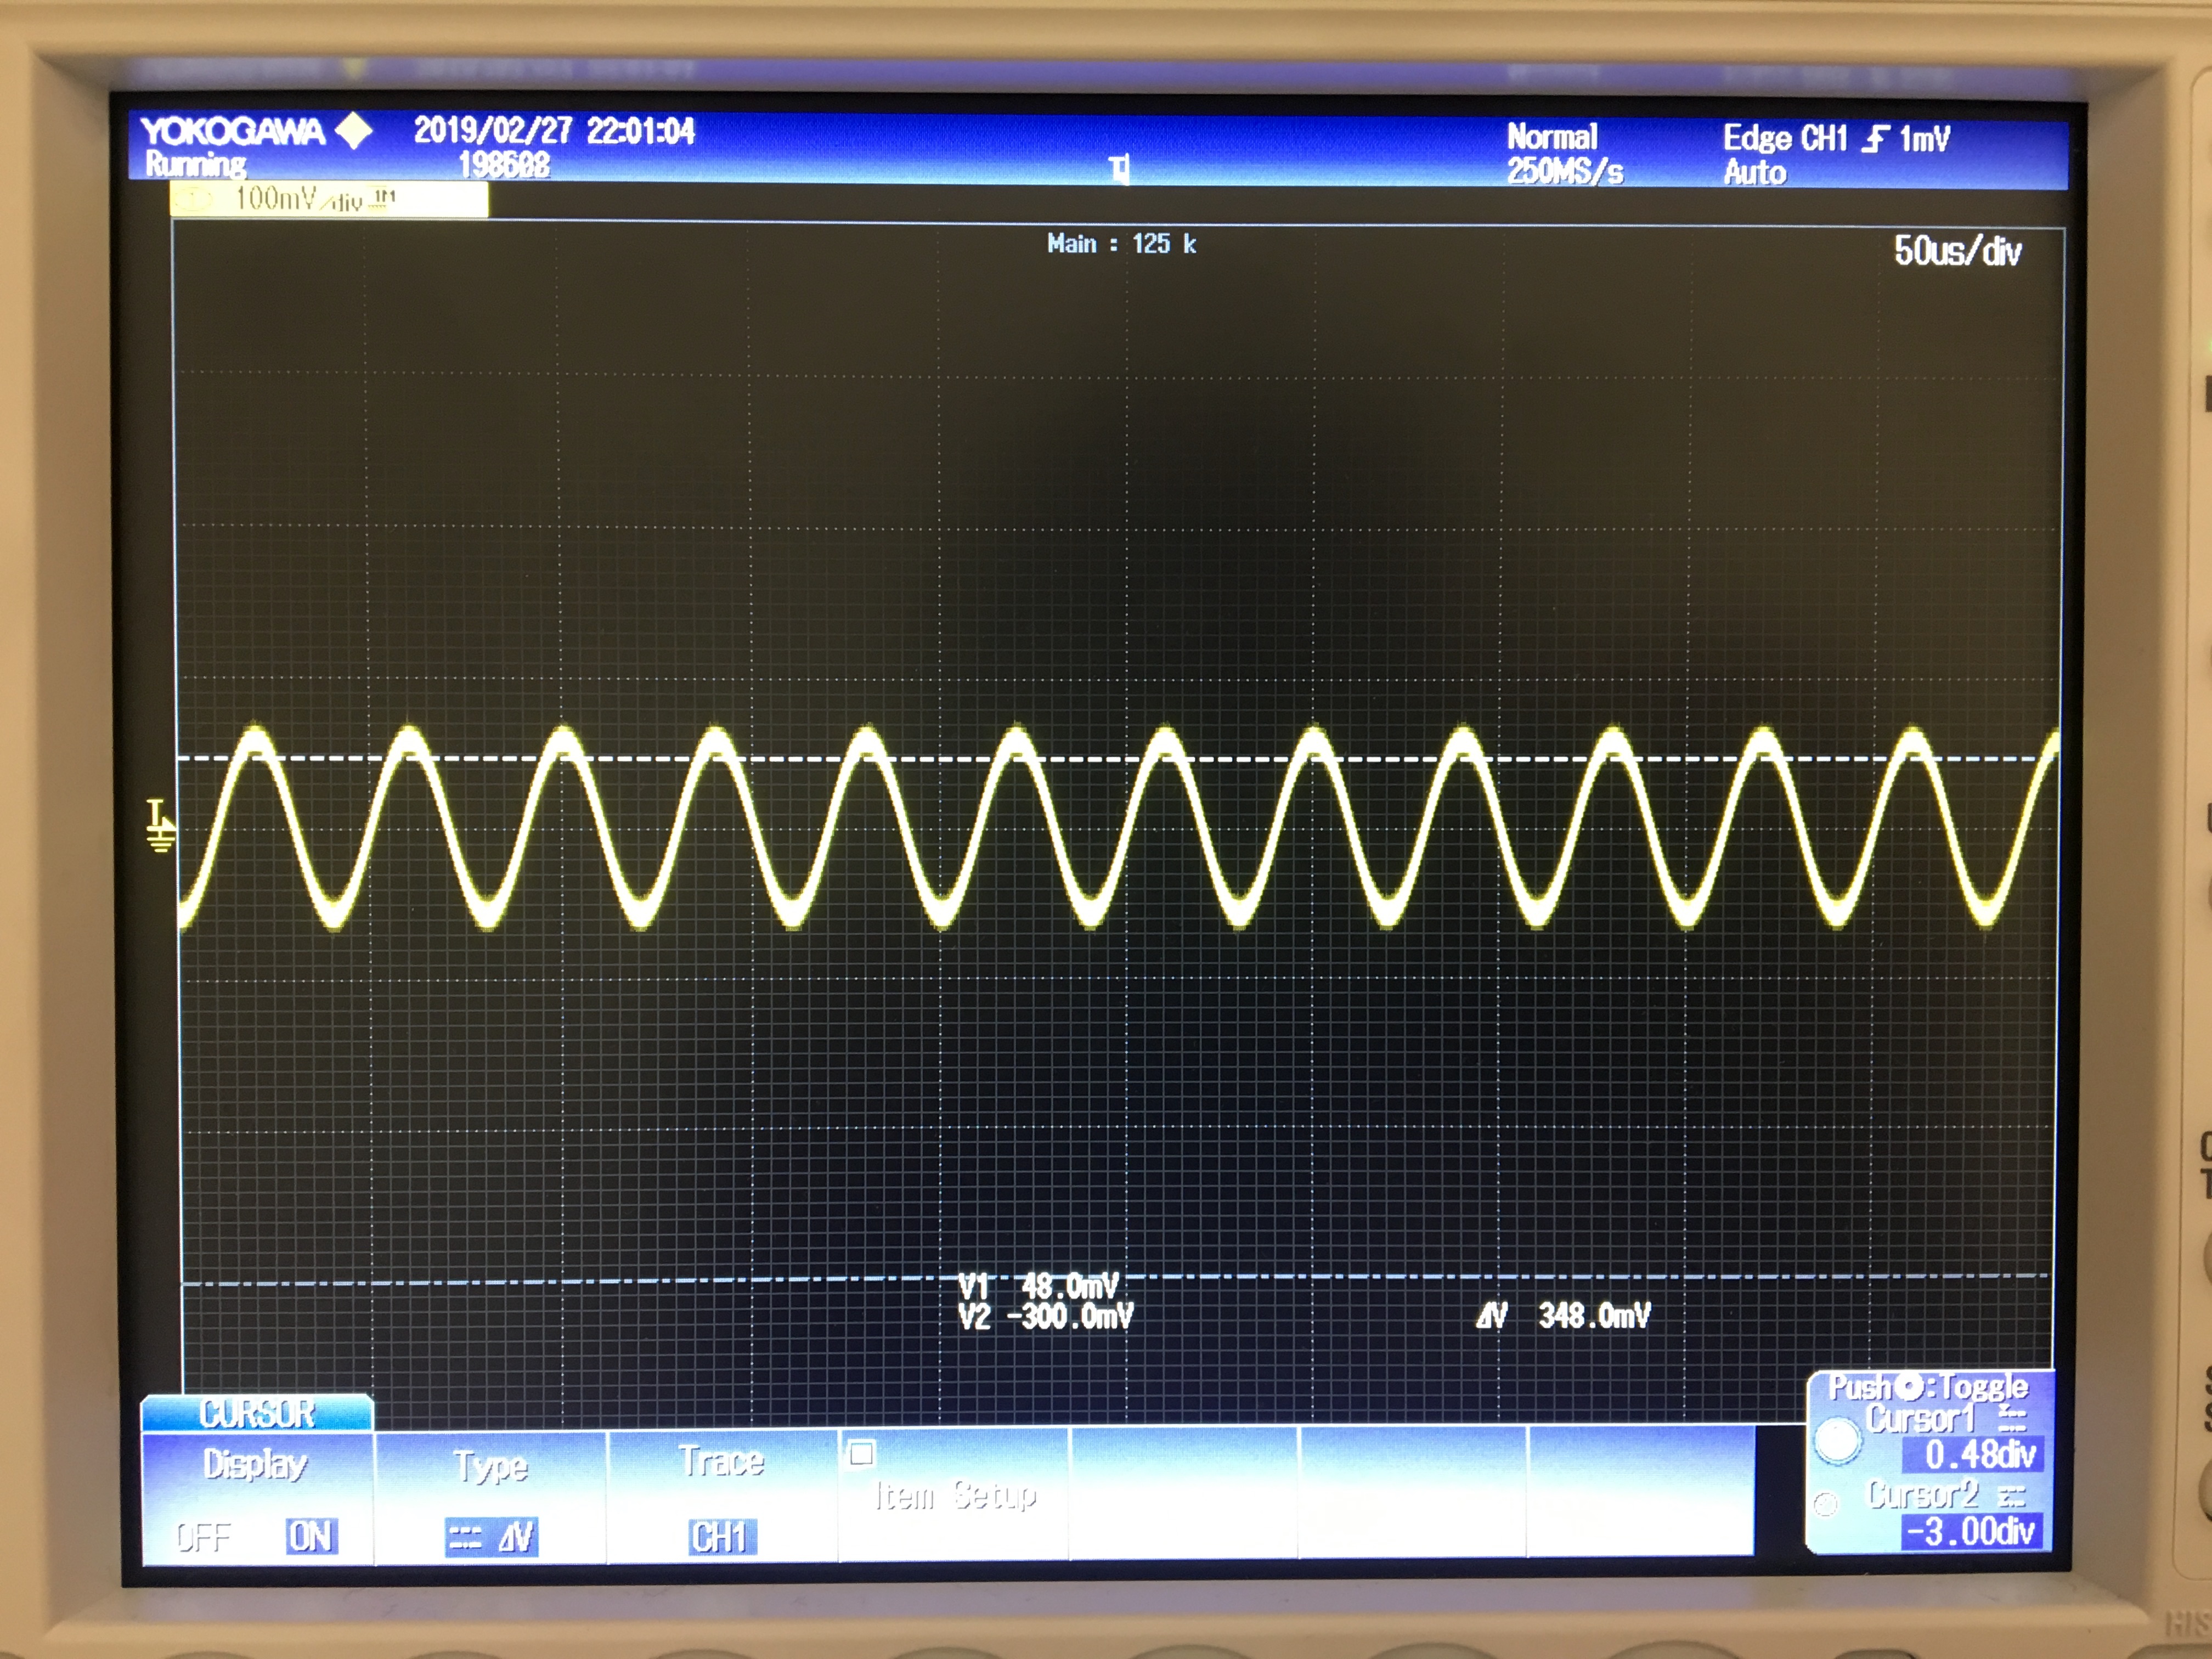 YOKOGAWA 2019/02/27 22:01:04
Normal
Edge CH1 1mV
Running
250MS/s
Auto
100mV/div 1M
Main : 125 k
50us/div
T
V1 48.0mV
V2 -300.0mV
ΔV 348.0mV
CURSOR
Display
OFF ON
Type
ΔV
Trace
CH1
Item Setup
Push :Toggle
Cursor1
0.48div
Cursor2
-3.00div